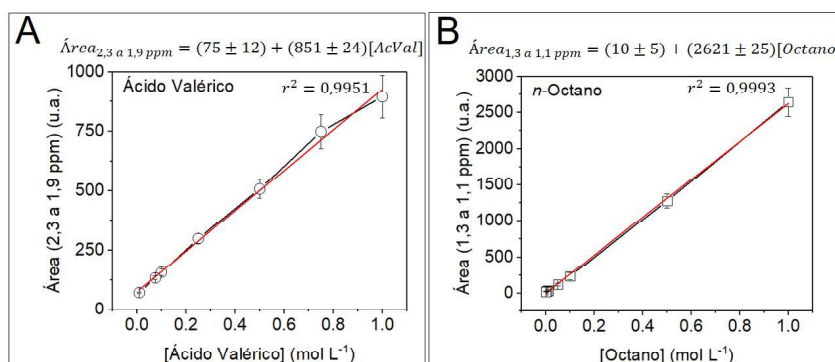 A
Área2,3 a 1,9 ppm = (75 ± 12) + (851 ± 24)[AcVal]
Ácido Valérico
r² = 0,9951
1000
750
500
250
0
Área (2,3 a 1,9 ppm) (u.a.)
0.0 0.2 0.4 0.6 0.8 1.0
[Ácido Valérico] (mol L⁻¹)
B
Área1,3 a 1,1 ppm = (10 ± 5) + (2621 ± 25)[Octano
n-Octano
r² = 0,9993
3000
2500
2000
1500
1000
500
0
Área (1,3 a 1,1 ppm) (u.a.)
0.0 0.2 0.4 0.6 0.8 1.0
[Octano] (mol L⁻¹)